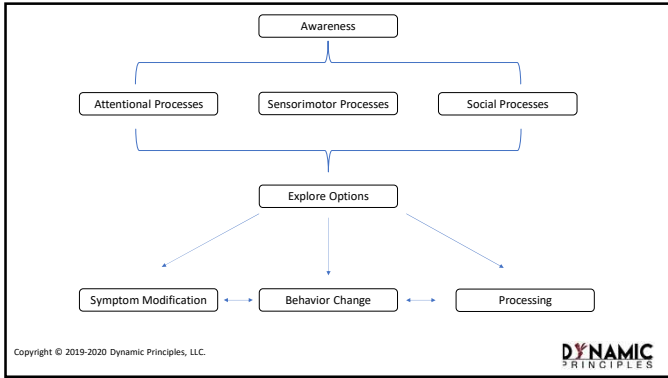 Awareness
Attentional Processes
Sensorimotor Processes
Social Processes
Explore Options
Symptom Modification
Behavior Change
Processing
Copyright © 2019-2020 Dynamic Principles, LLC.
DYNAMIC
PRINCIPLES